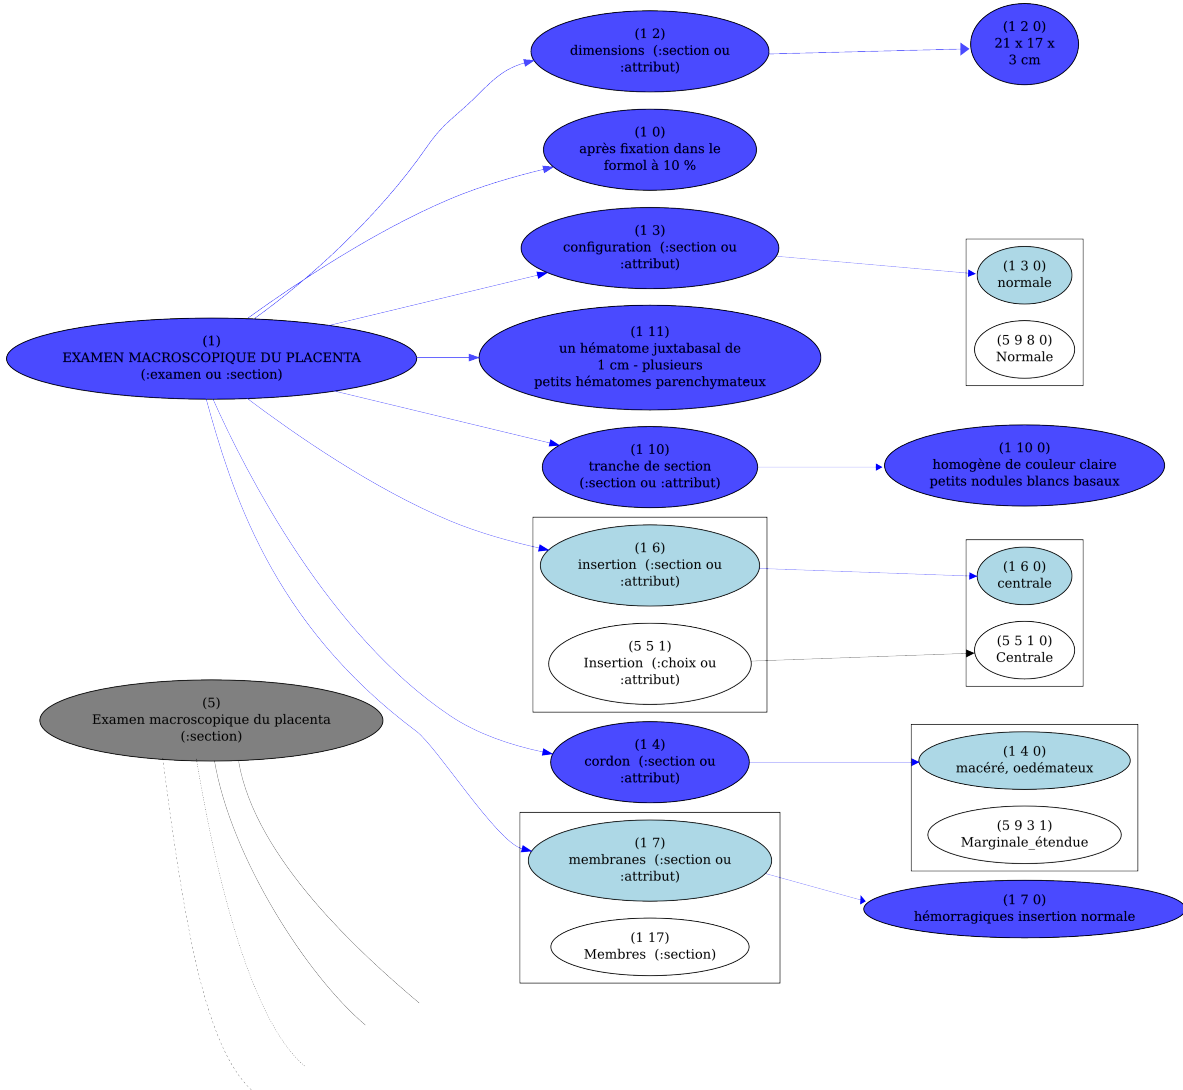 (1 2)
dimensions (:section ou
:attribut)
(1 2 0)
21 x 17 x
3 cm
(1 0)
après fixation dans le
formol à 10 %
(1 3)
configuration (:section ou
:attribut)
(1 3 0)
normale
(5 9 8 0)
Normale
(1)
EXAMEN MACROSCOPIQUE DU PLACENTA
(:examen ou :section)
(1 11)
un hématome juxtabasal de
1 cm - plusieurs
petits hématomes parenchymateux
(1 10)
tranche de section
(:section ou :attribut)
(1 10 0)
homogène de couleur claire
petits nodules blancs basaux
(1 6)
insertion (:section ou
:attribut)
(1 6 0)
centrale
(5 5 1)
Insertion (:choix ou
:attribut)
(5 5 1 0)
Centrale
(5)
Examen macroscopique du placenta
(:section)
(1 4)
cordon (:section ou
:attribut)
(1 4 0)
macéré, oedémateux
(5 9 3 1)
Marginale_étendue
(1 7)
membranes (:section ou
:attribut)
(1 7 0)
hémorragiques insertion normale
(1 17)
Membres (:section)